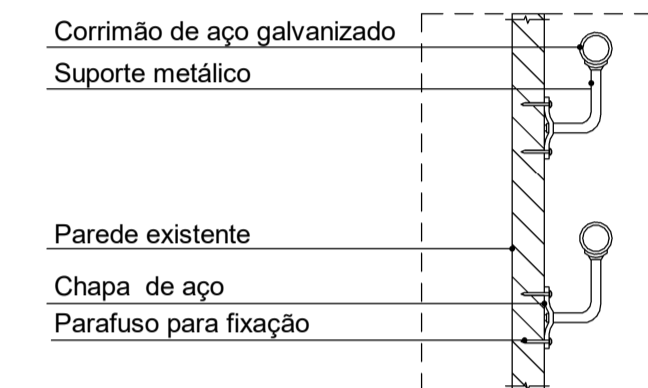 Corrimão de aço galvanizado
Suporte metálico
Parede existente
Chapa de aço
Parafuso para fixação